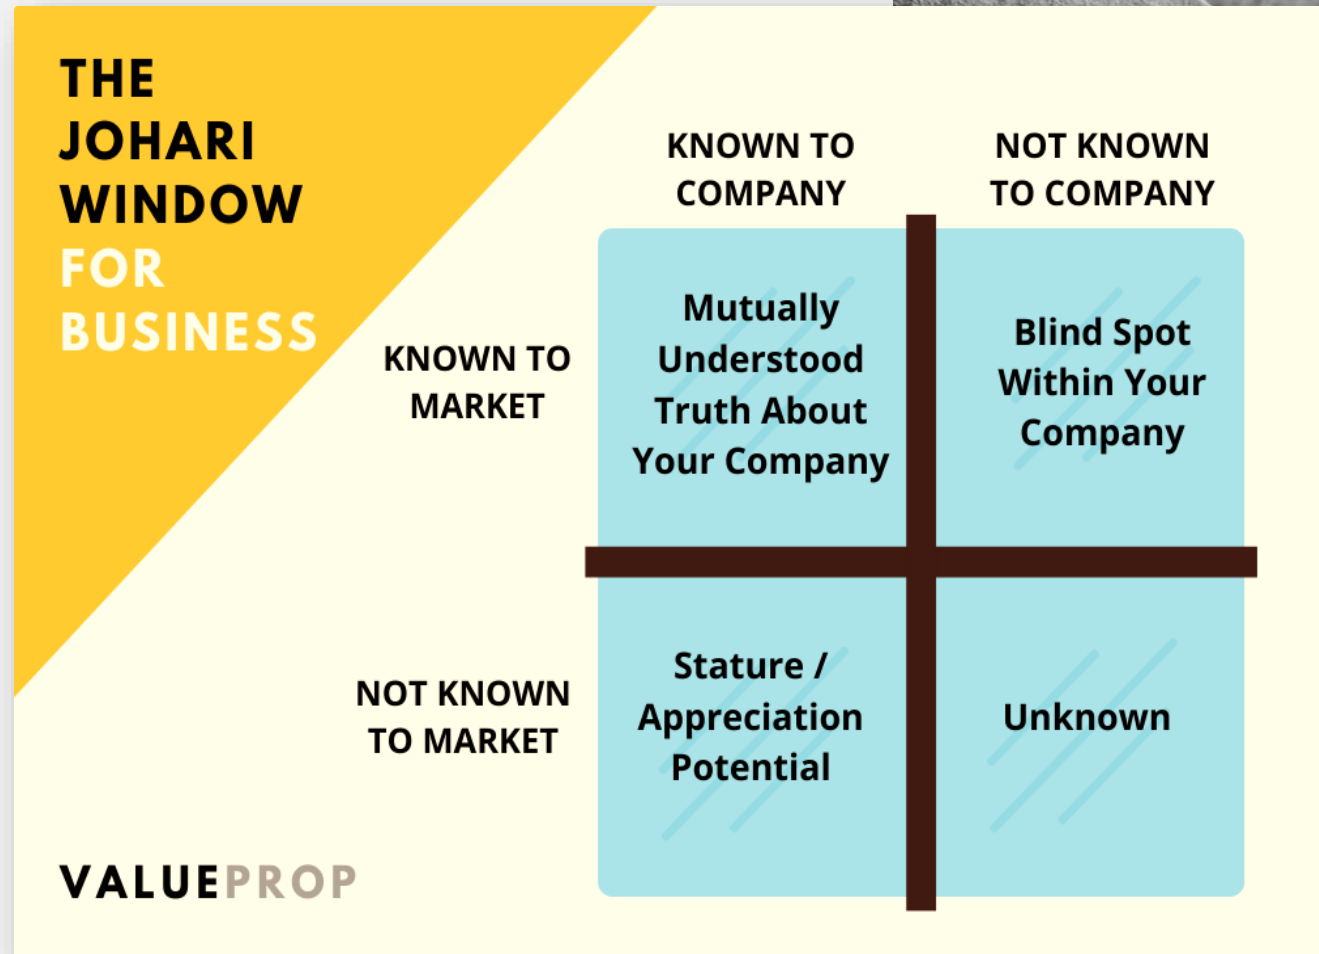 THE
JOHARI
WINDOW
FOR
BUSINESS
KNOWN TO
COMPANY
NOT KNOWN
TO COMPANY
KNOWN TO
MARKET
Mutually
Understood
Truth About
Your Company
Blind Spot
Within Your
Company
NOT KNOWN
TO MARKET
Stature /
Appreciation
Potential
Unknown
VALUEPROP